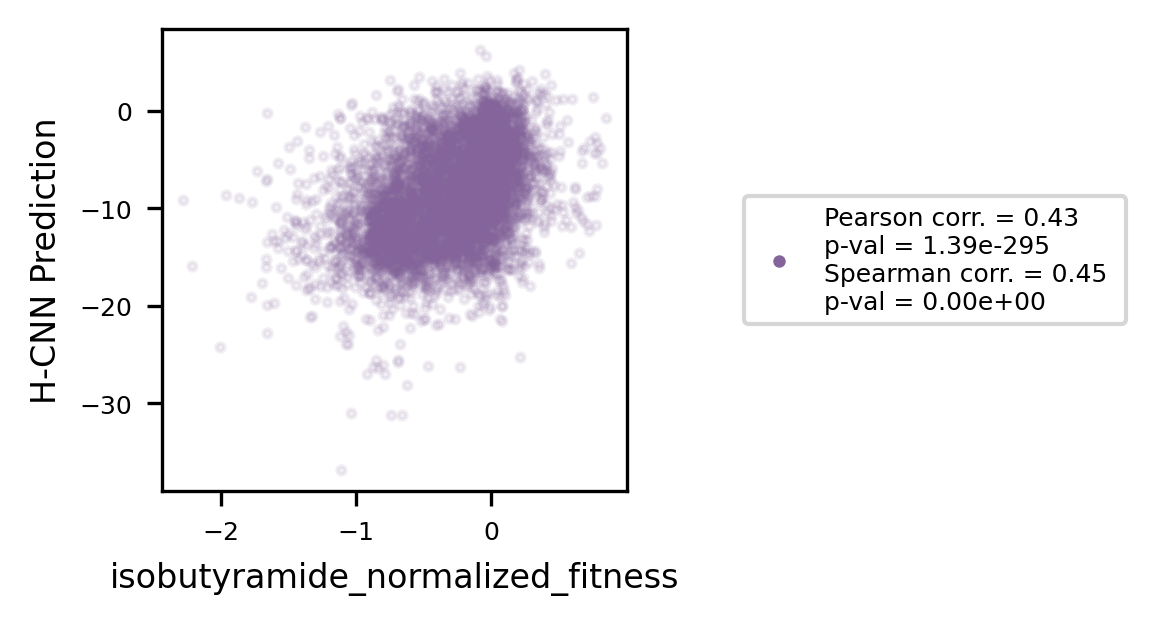 H-CNN Prediction
0
−10
−20
−30
−2
−1
0
isobutyramide_normalized_fitness
Pearson corr. = 0.43
p-val = 1.39e-295
Spearman corr. = 0.45
p-val = 0.00e+00